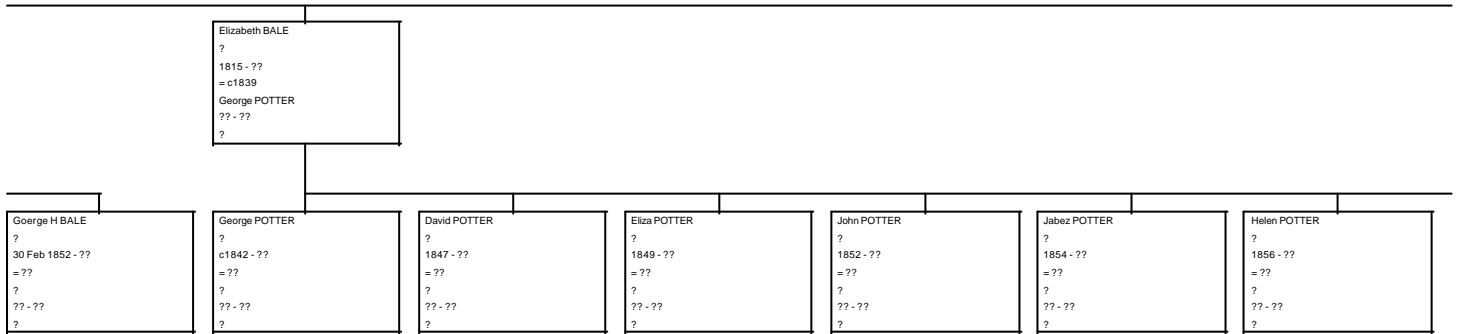 Elizabeth BALE
?
1815 - ??
= c1839
George POTTER
?? - ??
?
Goerge H BALE
?
30 Feb 1852 - ??
= ??
?
?? - ??
?
George POTTER
?
c1842 - ??
= ??
?
?? - ??
?
David POTTER
?
1847 - ??
= ??
?
?? - ??
?
Eliza POTTER
?
1849 - ??
= ??
?
?? - ??
?
John POTTER
?
1852 - ??
= ??
?
?? - ??
?
Jabez POTTER
?
1854 - ??
= ??
?
?? - ??
?
Helen POTTER
?
1856 - ??
= ??
?
?? - ??
?